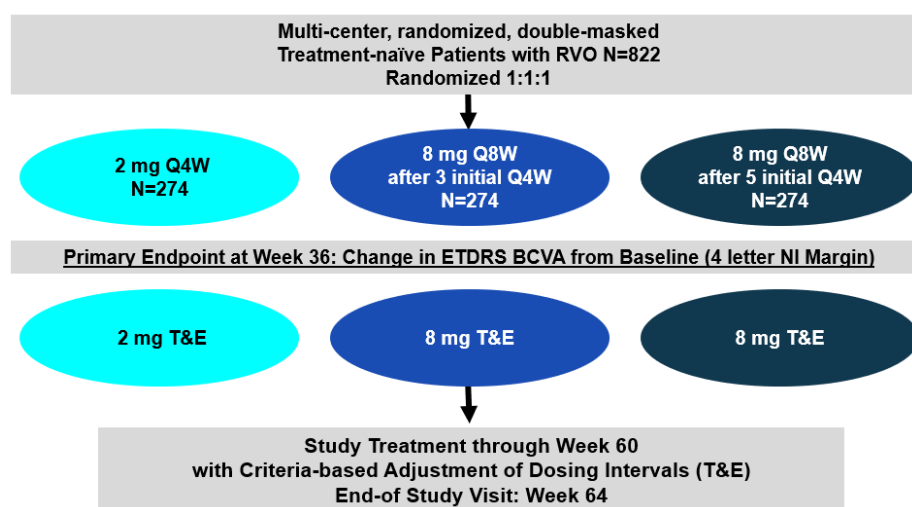 Multi-center, randomized, double-masked
Treatment-naïve Patients with RVO N=822
Randomized 1:1:1
2 mg Q4W
N=274
8 mg Q8W
after 3 initial Q4W
N=274
8 mg Q8W
after 5 initial Q4W
N=274
Primary Endpoint at Week 36: Change in ETDRS BCVA from Baseline (4 letter NI Margin)
2 mg T&E
8 mg T&E
8 mg T&E
Study Treatment through Week 60
with Criteria-based Adjustment of Dosing Intervals (T&E)
End-of Study Visit: Week 64